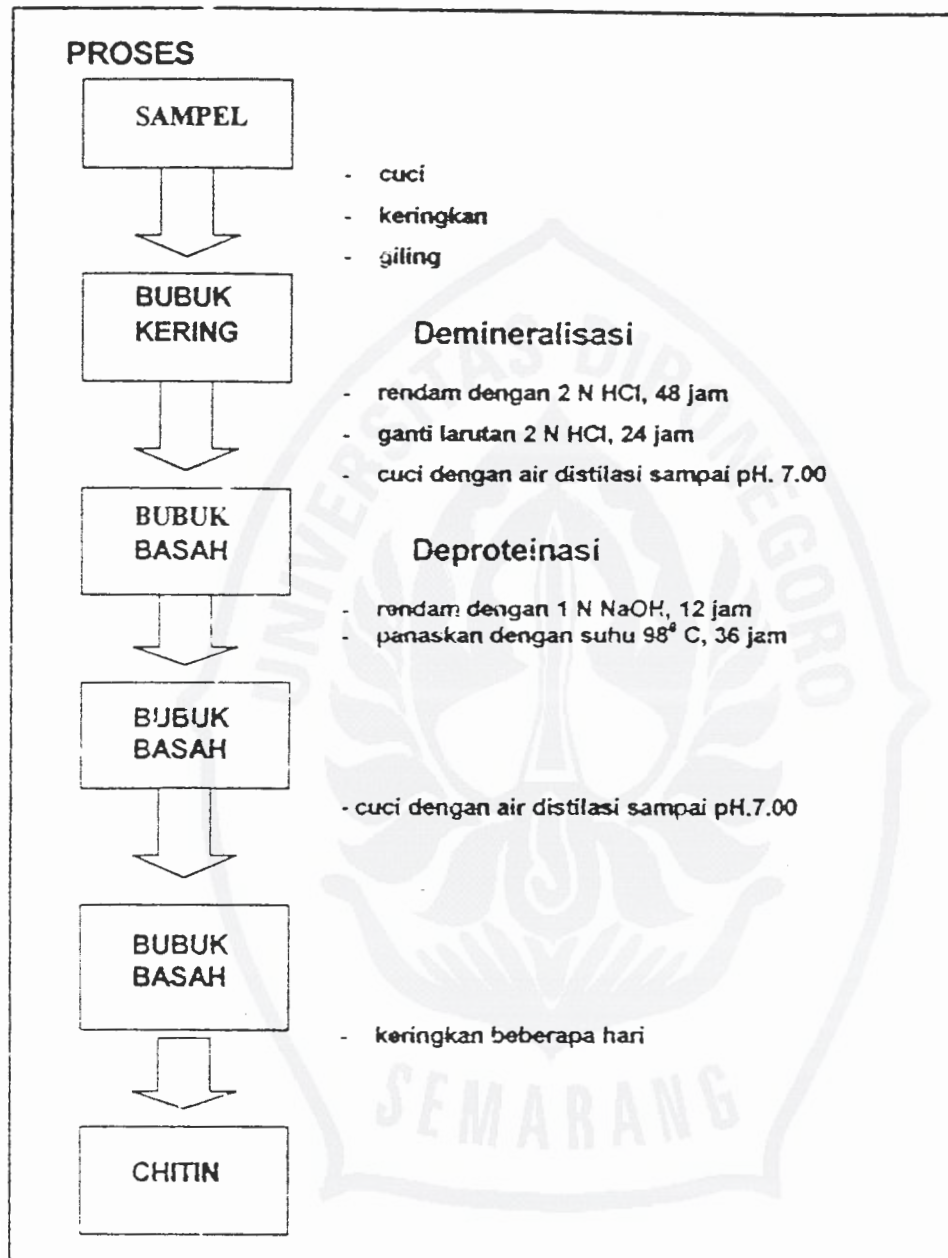 PROSES
SAMPEL
- cuci
- keringkan
- giling
BUBUK
KERING
Demineralisasi
- rendam dengan 2 N HCl, 48 jam
- ganti larutan 2 N HCl, 24 jam
- cuci dengan air distilasi sampai pH. 7.00
BUBUK
BASAH
Deproteinasi
- rendam dengan 1 N NaOH, 12 jam
- panaskan dengan suhu 98° C, 36 jam
BUBUK
BASAH
- cuci dengan air distilasi sampai pH.7.00
BUBUK
BASAH
- keringkan beberapa hari
CHITIN
UNIVERSITAS DIPONEGORO
SEMARANG